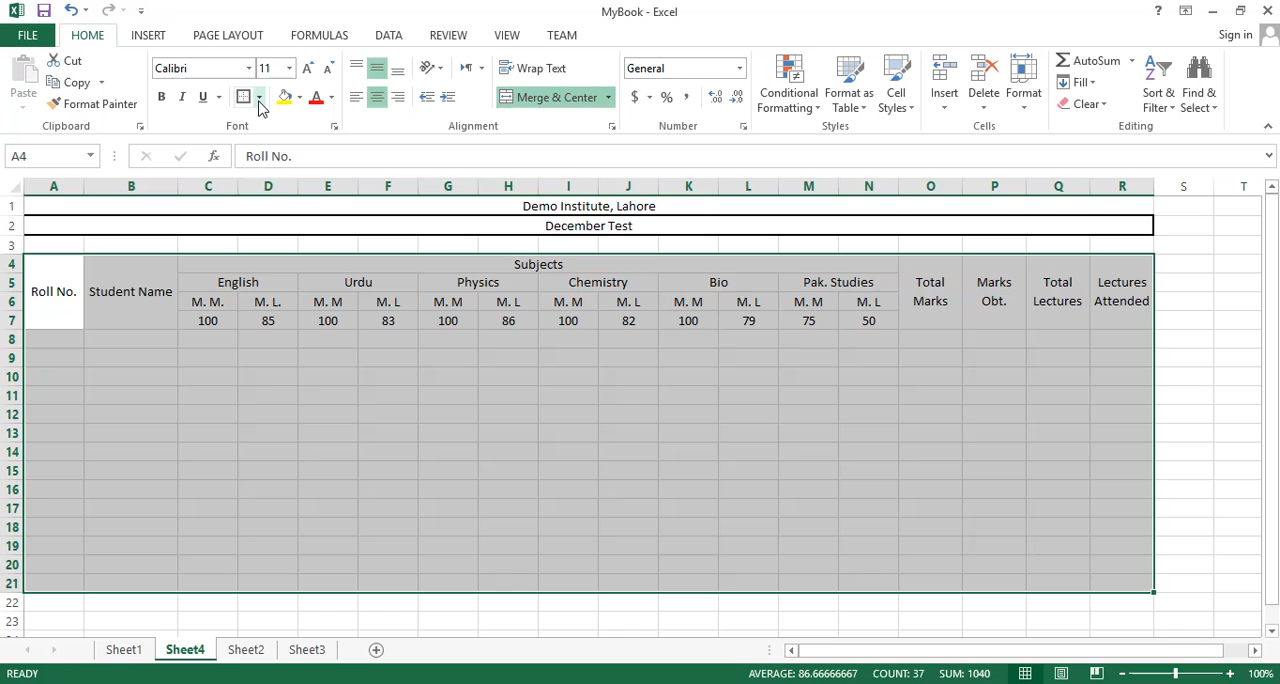 MyBook - Excel
?
FILE HOME INSERT PAGE LAYOUT FORMULAS DATA REVIEW VIEW TEAM Sign in
Paste Cut Copy Format Painter
Clipboard
Calibri 11
B I U A
Font
Wrap Text
Merge & Center
Alignment
General
$ % ,
Number
Conditional Formatting Format as Table Cell Styles
Styles
Insert Delete Format
Cells
AutoSum Fill Clear
Sort & Filter Find & Select
Editing
A4 fx Roll No.
A B C D E F G H I J K L M N O P Q R S T
1 Demo Institute, Lahore
2 December Test
3
4 Roll No. Student Name Subjects Total Marks Marks Obt. Total Lectures Lectures Attended
5 English Urdu Physics Chemistry Bio Pak. Studies
6 M. M. M. L. M. M M. L M. M M. L M. M M. L M. M M. L M. M M. L
7 100 85 100 83 100 86 100 82 100 79 75 50
8
9
10
11
12
13
14
15
16
17
18
19
20
21
22
23
Sheet1 Sheet4 Sheet2 Sheet3
READY AVERAGE: 86.66666667 COUNT: 37 SUM: 1040 100%